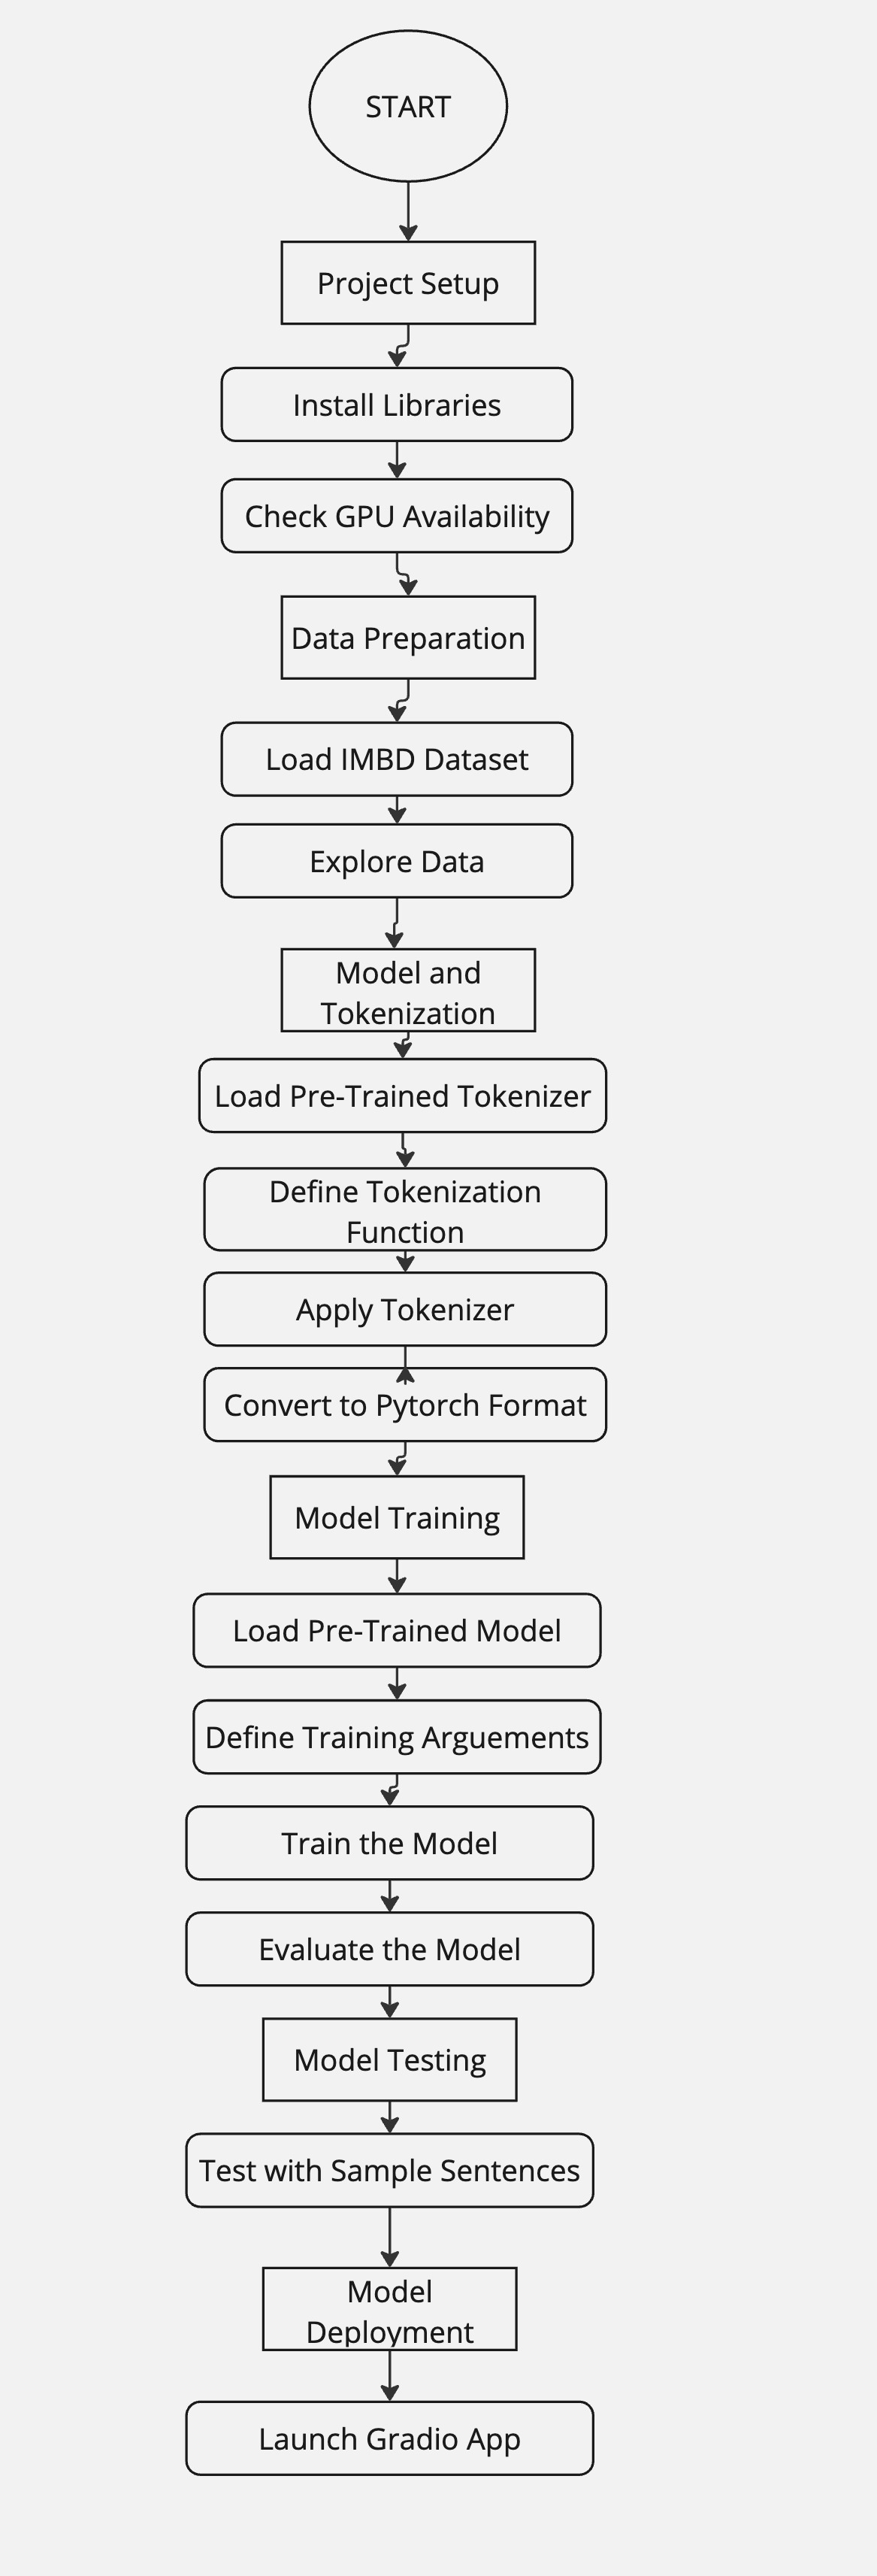 START
Project Setup
Install Libraries
Check GPU Availability
Data Preparation
Load IMBD Dataset
Explore Data
Model and
Tokenization
Load Pre-Trained Tokenizer
Define Tokenization
Function
Apply Tokenizer
Convert to Pytorch Format
Model Training
Load Pre-Trained Model
Define Training Arguements
Train the Model
Evaluate the Model
Model Testing
Test with Sample Sentences
Model
Deployment
Launch Gradio App